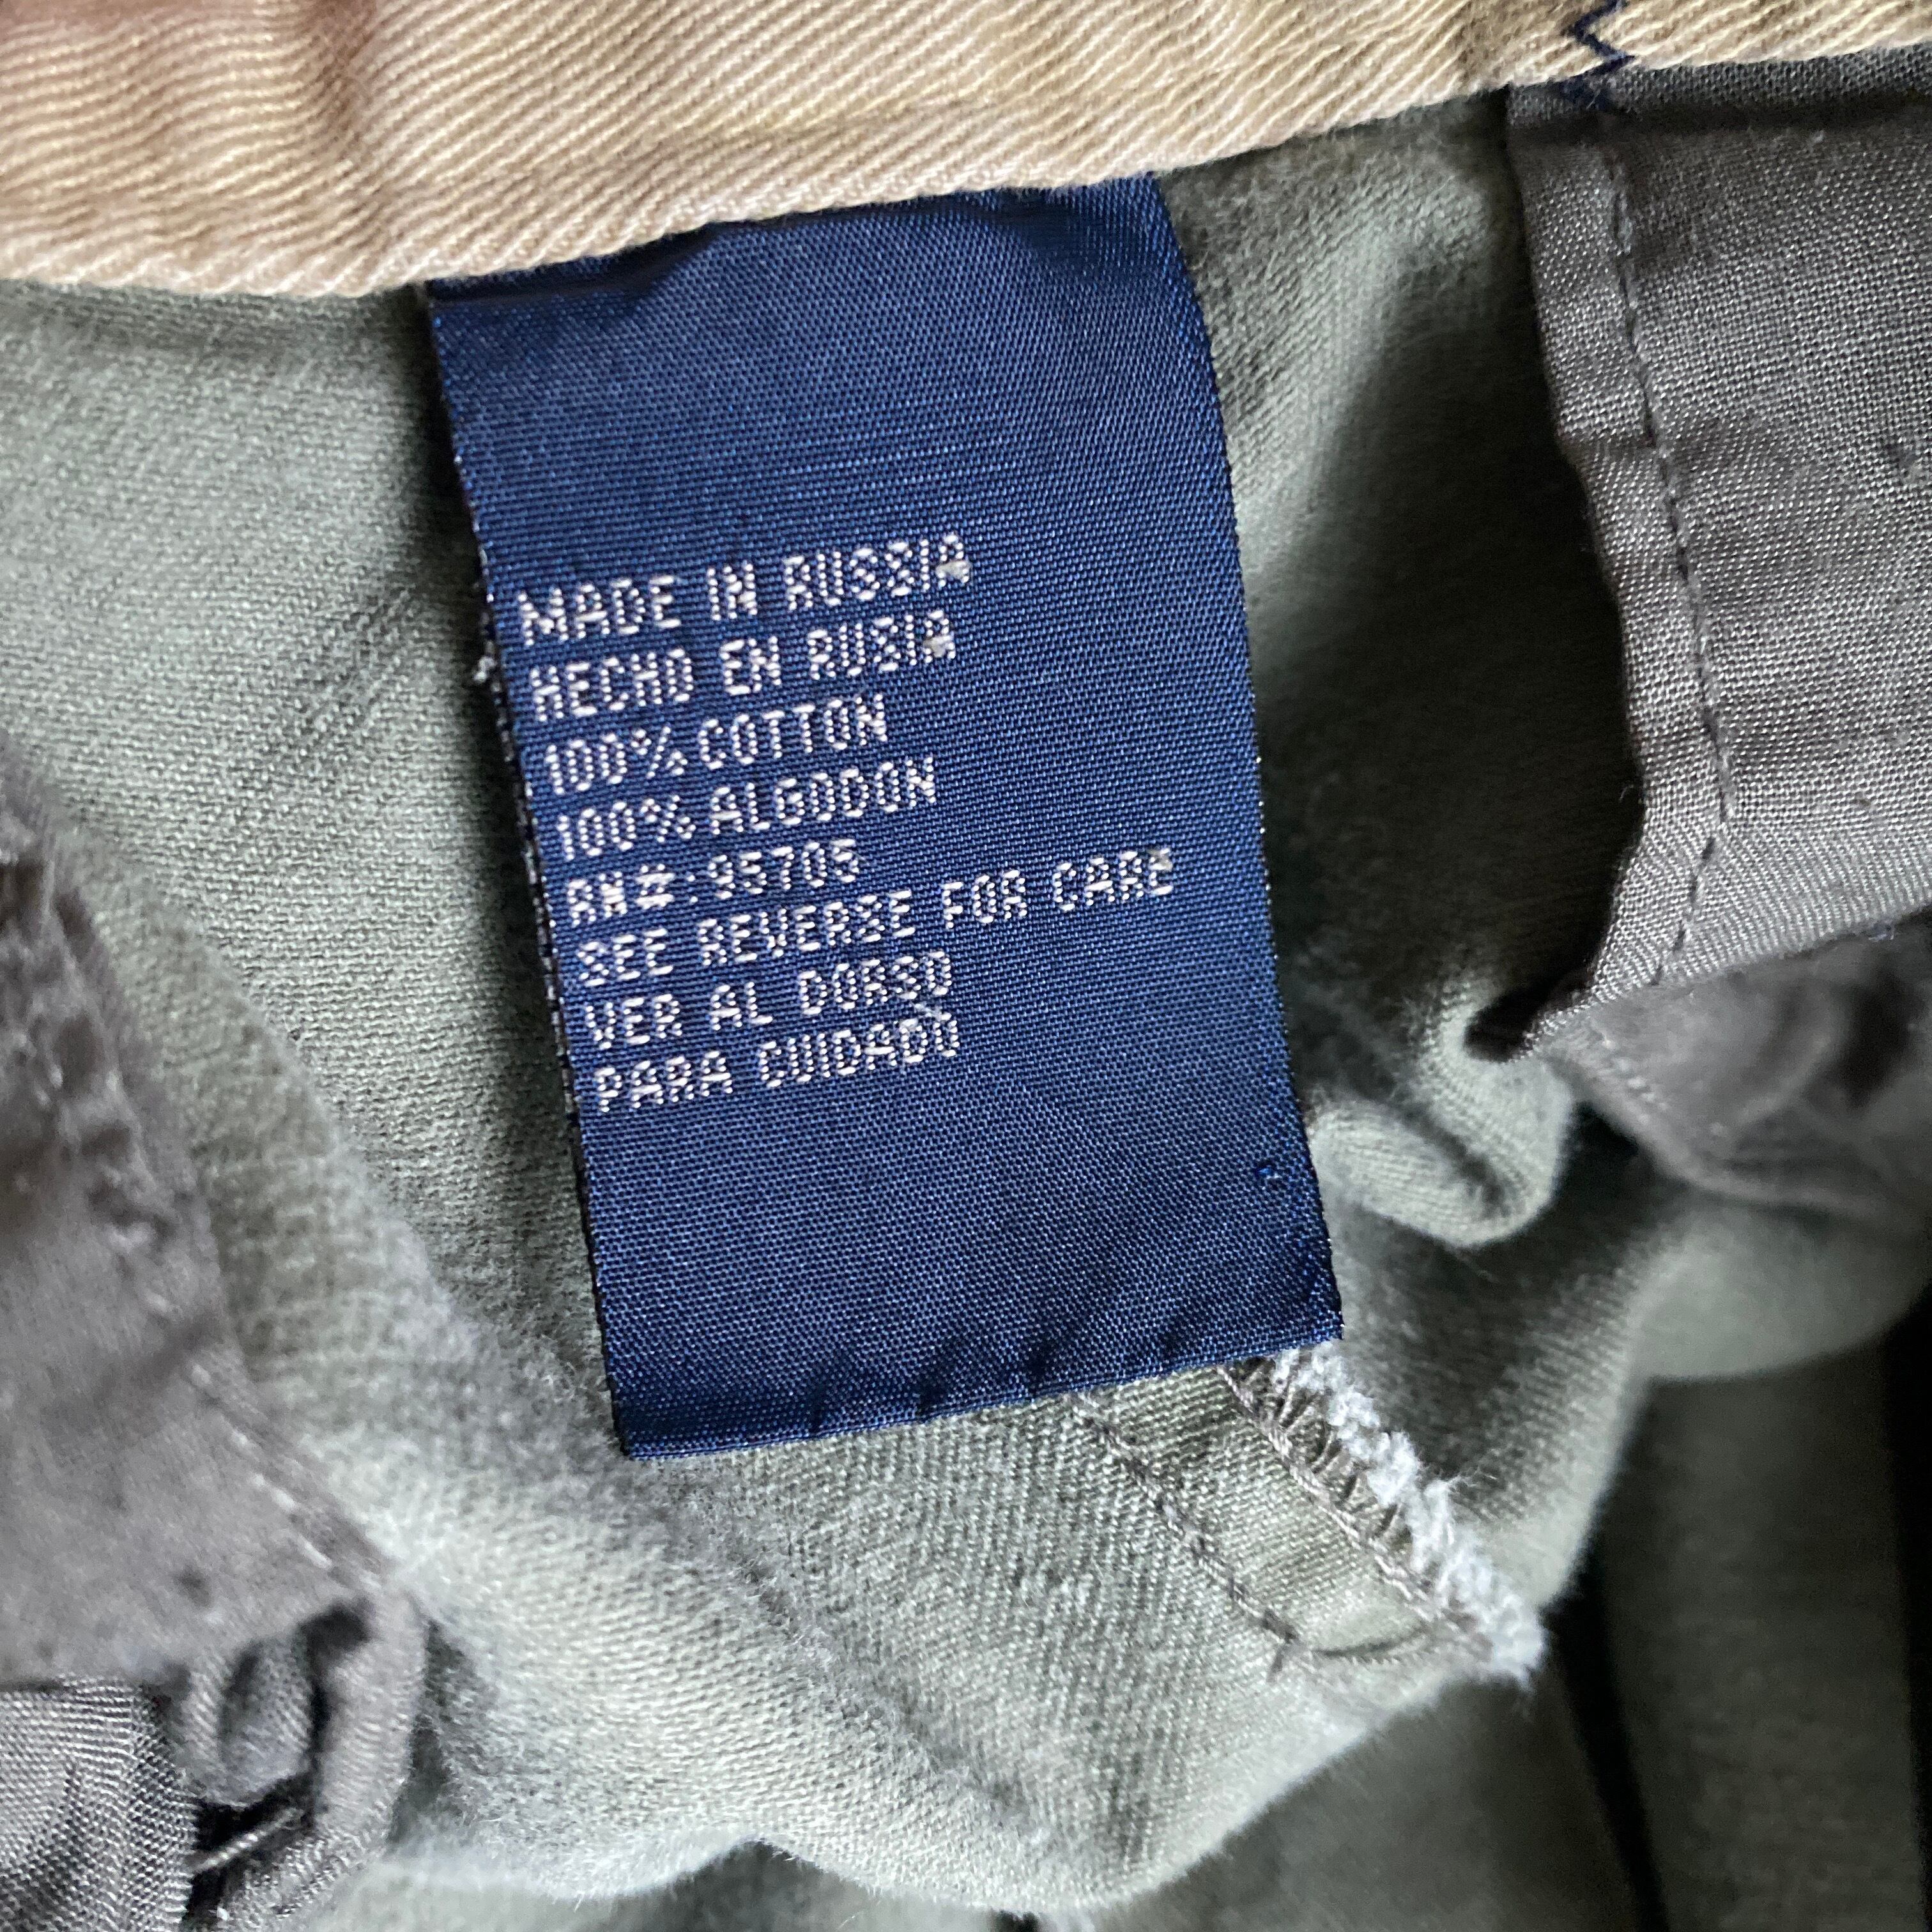 MADE IN RUSSIA
HECHO EN RUSIA
100% COTTON
100% ALGODON
RN#:95705
SEE REVERSE FOR CARE
VER AL DORSO
PARA CUIDADO